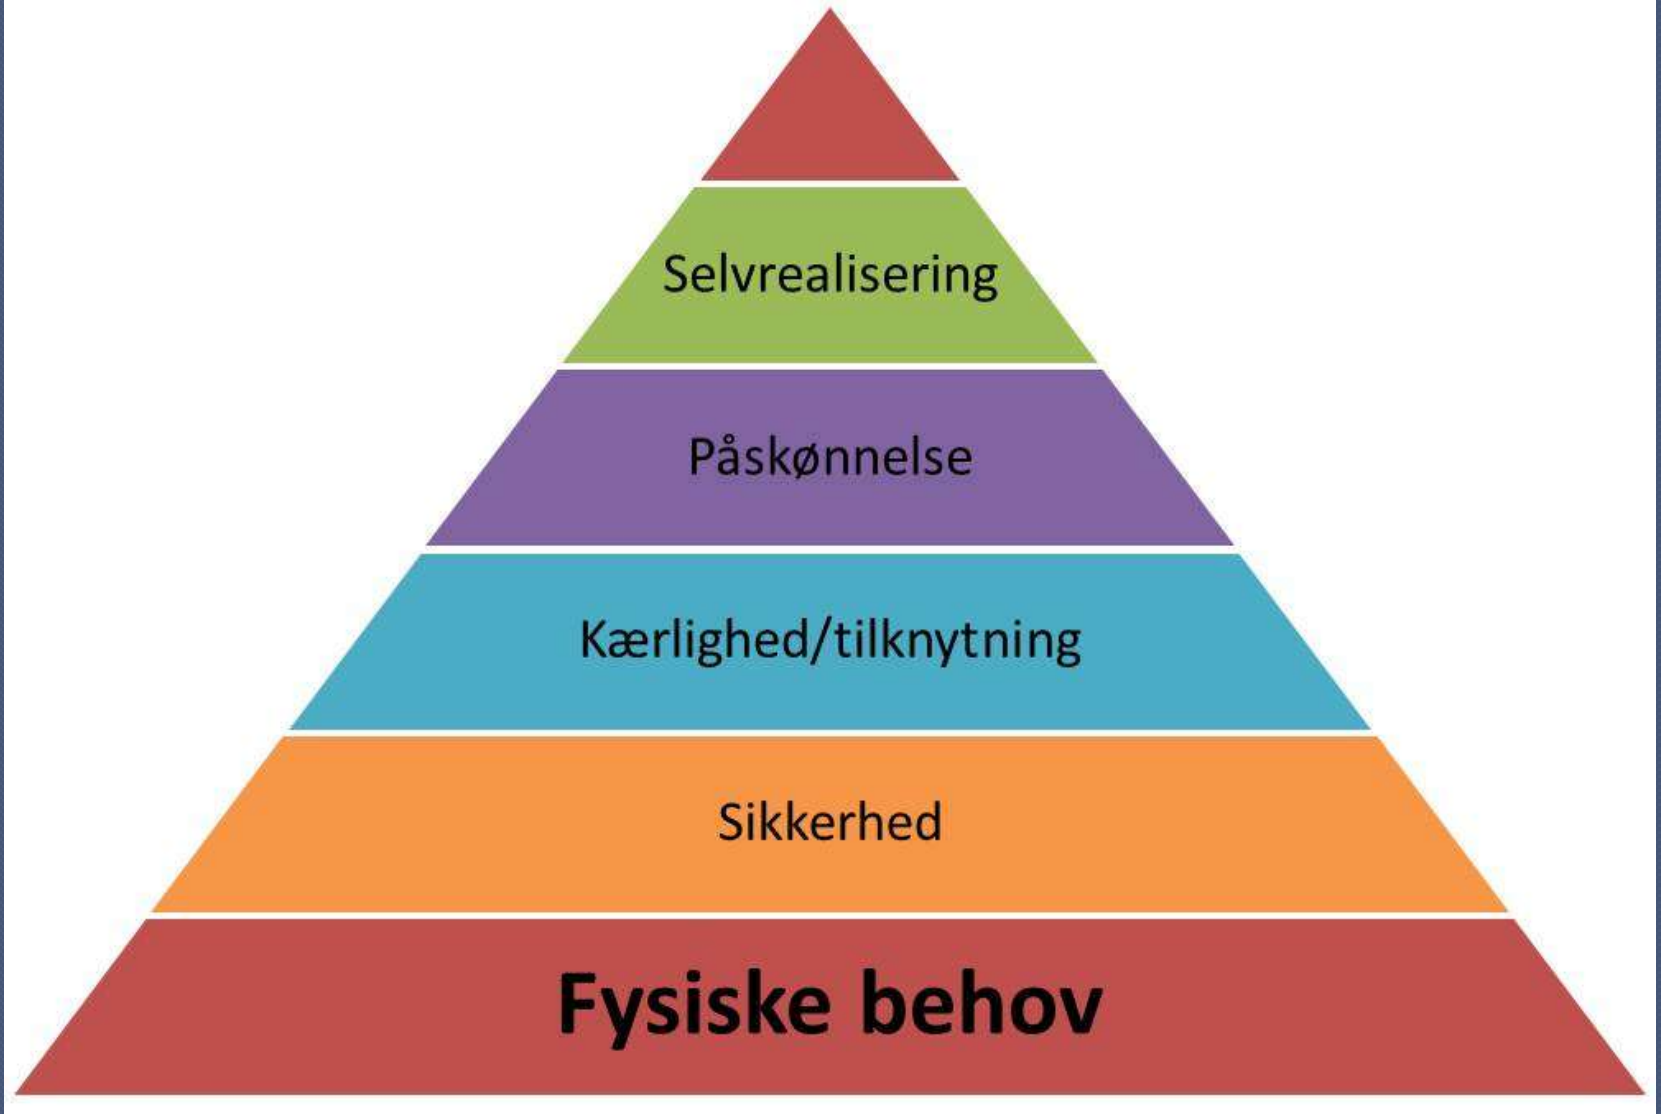 Selvrealisering
Påskønnelse
Kærlighed/tilknytning
Sikkerhed
Fysiske behov